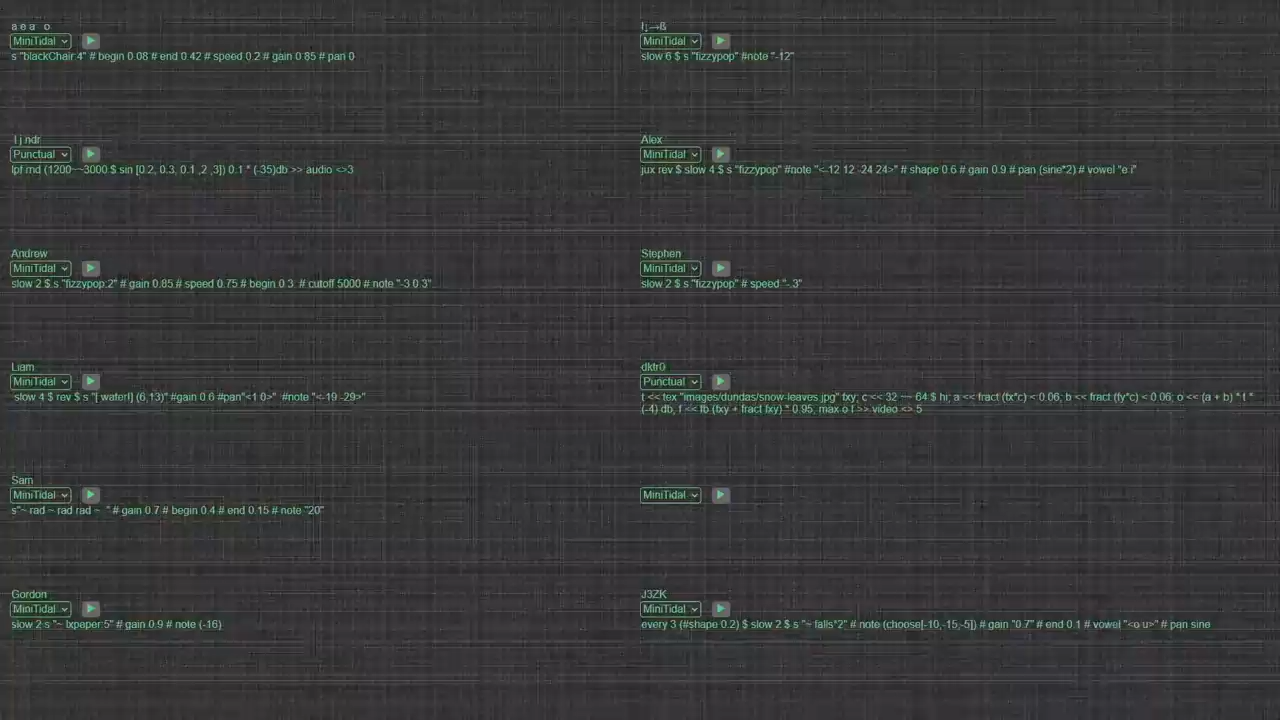 a e a o
MiniTidal
s "blackChair:4" # begin 0.08 # end 0.42 # speed 0.2 # gain 0.85 # pan 0
MiniTidal
slow 6 $ s "fizzypop" #note "-12"
l j ndr
Punctual
lpf rnd (1200~~3000 $ sin [0.2, 0.3, 0.1 ,2 ,3]) 0.1 * (-35)db >> audio <>3
Alex
MiniTidal
jux rev $ slow 4 $ s "fizzypop" #note "<-12 12 -24 24>" # shape 0.6 # gain 0.9 # pan (sine*2) # vowel "e i"
Andrew
MiniTidal
slow 2 $ s "fizzypop:2" # gain 0.85 # speed 0.75 # begin 0.3 # cutoff 5000 # note "-3 0 3"
Stephen
MiniTidal
slow 2 $ s "fizzypop" # speed "-.3"
Liam
MiniTidal
slow 4 $ rev $ s "[ waterl] (6,13)" #gain 0.6 #pan"<1 0>" #note "<-19 -29>"
dktr0
Punctual
t << tex "images/dundas/snow-leaves.jpg" fxy; c << 32 ~~ 64 $ hi; a << fract (fx*c) < 0.06; b << fract (fy*c) < 0.06; o << (a + b) * t *
(-4) db; f << fb (fxy + fract fxy) * 0.95; max o f >> video <> 5
Sam
MiniTidal
s"~ rad ~ rad rad ~ " # gain 0.7 # begin 0.4 # end 0.15 # note "20"
MiniTidal
Gordon
MiniTidal
slow 2 s "~ txpaper:5" # gain 0.9 # note (-16)
J3ZK
MiniTidal
every 3 (#shape 0.2) $ slow 2 $ s "~ falls*2" # note (choose[-10,-15,-5]) # gain "0.7" # end 0.1 # vowel "<o u>" # pan sine